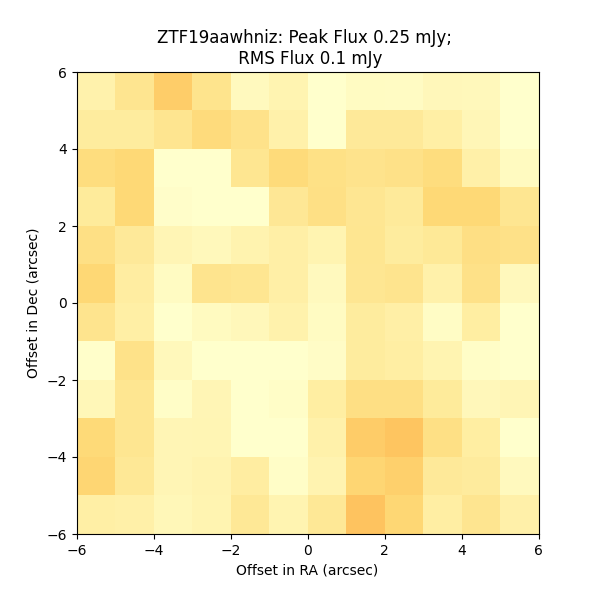 ZTF19aawhniz: Peak Flux 0.25 mJy;
RMS Flux 0.1 mJy
6
4
2
0
−2
−4
−6
Offset in Dec (arcsec)
−6 −4 −2 0 2 4 6
Offset in RA (arcsec)